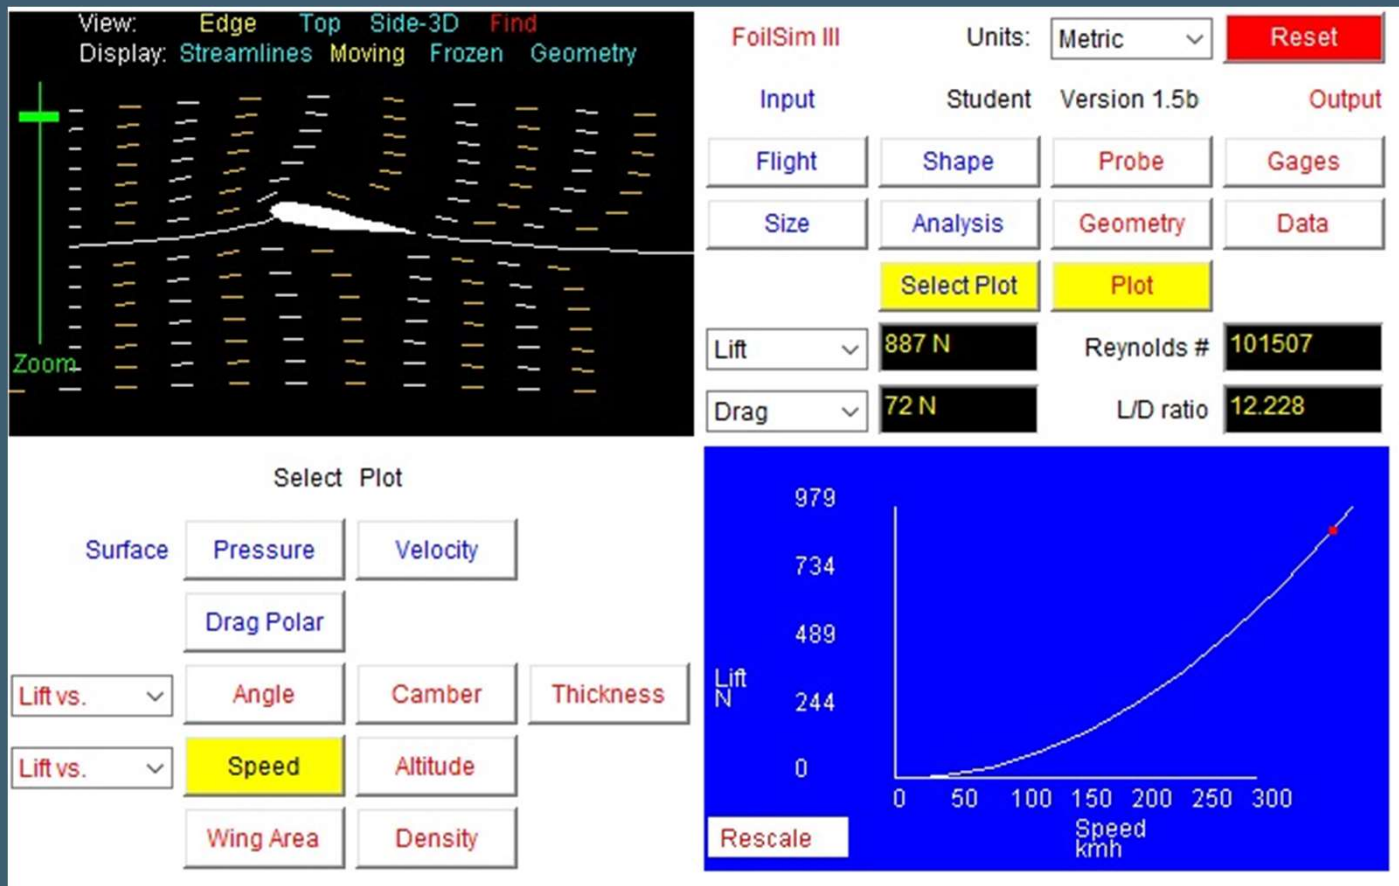 View: Edge Top Side-3D Find
Display: Streamlines Moving Frozen Geometry
Zoom
FoilSim III Units: Metric Reset
Input Student Version 1.5b Output
Flight Shape Probe Gages
Size Analysis Geometry Data
Select Plot Plot
Lift 887 N Reynolds # 101507
Drag 72 N L/D ratio 12.228
Select Plot
Surface Pressure Velocity
Drag Polar
Lift vs. Angle Camber Thickness
Lift vs. Speed Altitude
Wing Area Density
979
734
489
Lift
N
244
0
0 50 100 150 200 250 300
Speed
kmh
Rescale